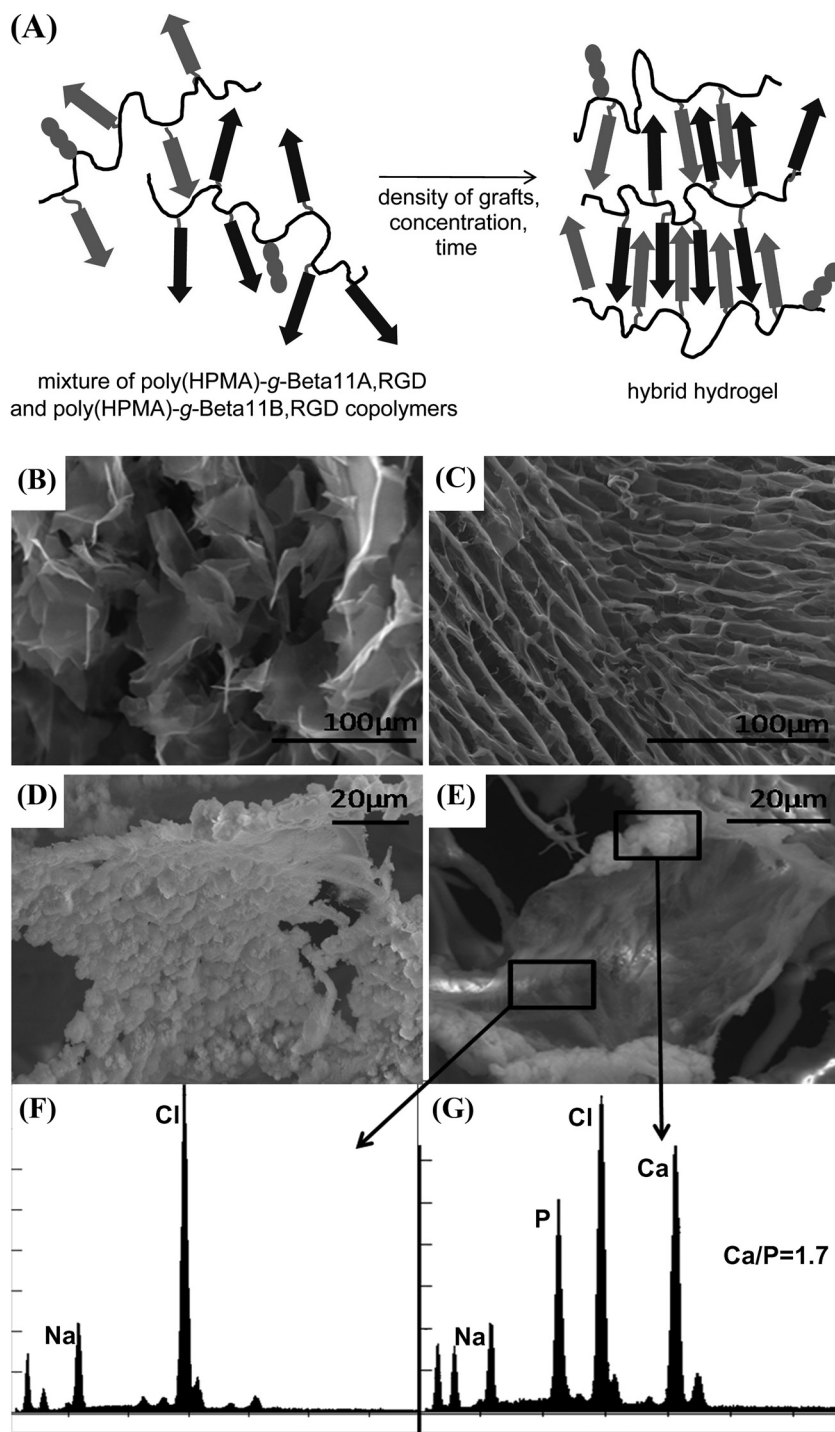 (A)
density of grafts,
concentration,
time
mixture of poly(HPMA)-g-Beta11A,RGD
and poly(HPMA)-g-Beta11B,RGD copolymers
hybrid hydrogel
(B)
100µm
(C)
100µm
(D)
20µm
(E)
20µm
(F)
Cl
Na
(G)
Cl
Ca
P
Ca/P=1.7
Na